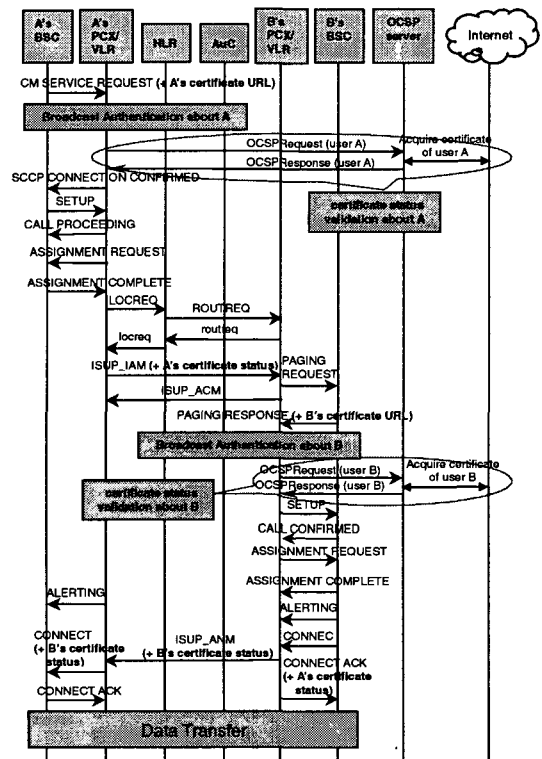 A's
BSC
A's
PCX/
VLR
HLR
AuC
B's
PCX/
VLR
B's
BSC
OCSP
server
Internet
CM SERVICE REQUEST (+ A's certificate URL)
Broadcast Authentication about A
OCSPRequest (user A)
Acquire certificate
of user A
OCSPResponse (user A)
SCCP CONNECTION CONFIRMED
certificate status
validation about A
SETUP
CALL PROCEEDING
ASSIGNMENT REQUEST
ASSIGNMENT COMPLETE
LOCREQ
ROUTREQ
routreq
locreq
ISUP_IAM (+ A's certificate status)
PAGING
REQUEST
ISUP_ACM
PAGING RESPONSE (+ B's certificate URL)
Broadcast Authentication about B
OCSPRequest (user B)
Acquire certificate
of user B
OCSPResponse (user B)
certificate status
validation about B
SETUP
CALL CONFIRMED
ASSIGNMENT REQUEST
ASSIGNMENT COMPLETE
ALERTING
ALERTING
CONNECT
(+ B's certificate
status)
ISUP_ANM
(+ B's certificate status)
CONNEC
CONNECT ACK
(+ A's certificate
status)
CONNECT ACK
Data Transfer